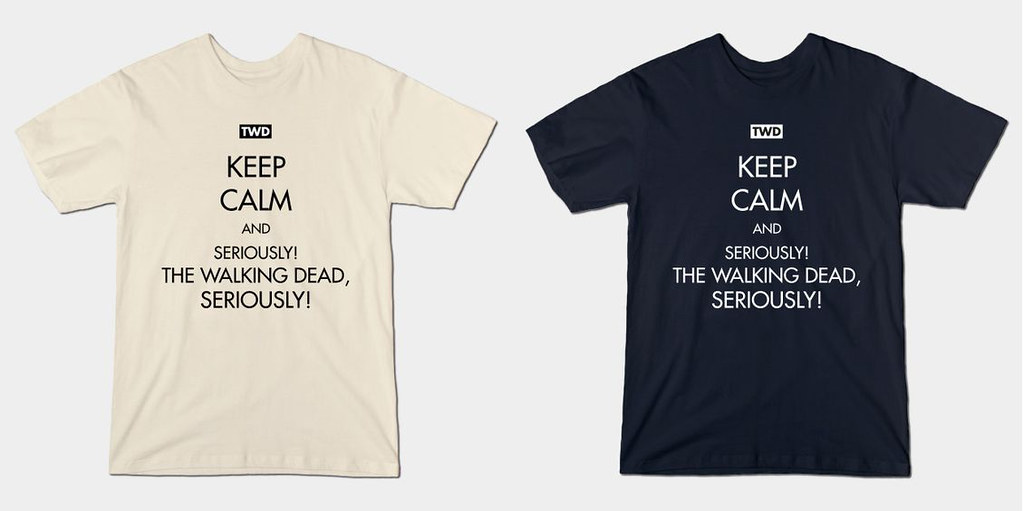 TWD
KEEP
CALM
AND
SERIOUSLY!
THE WALKING DEAD,
SERIOUSLY!
TWD
KEEP
CALM
AND
SERIOUSLY!
THE WALKING DEAD,
SERIOUSLY!